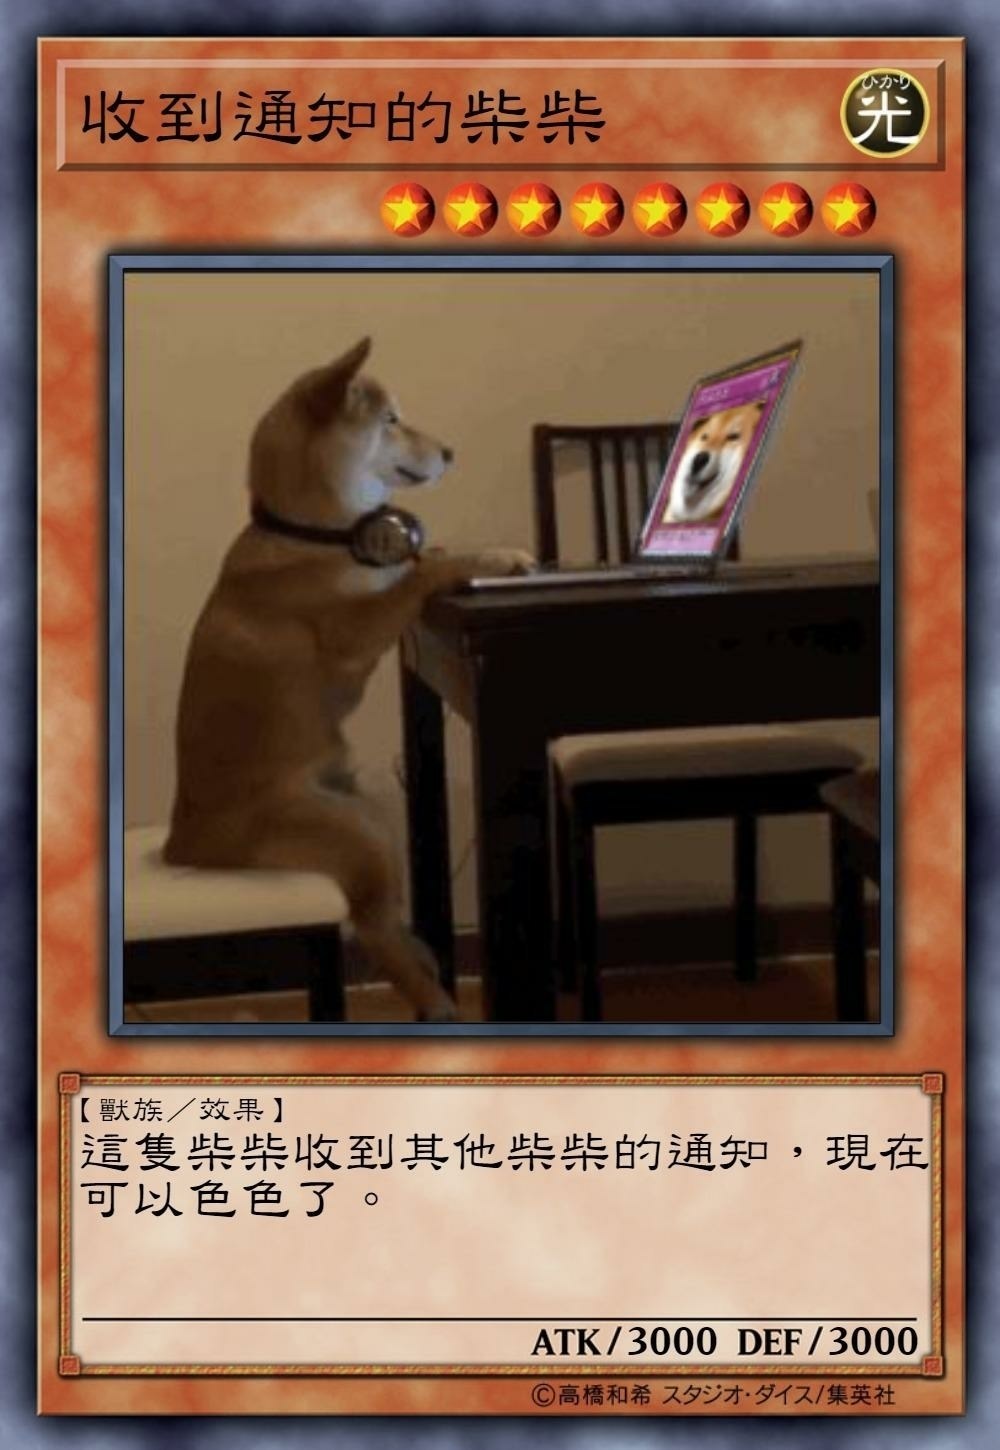 收到通知的柴柴
ひかり
光
【獸族／效果】
這隻柴柴收到其他柴柴的通知，現在
可以色色了。
ATK/3000 DEF/3000
©高橋和希 スタジオ・ダイス/集英社